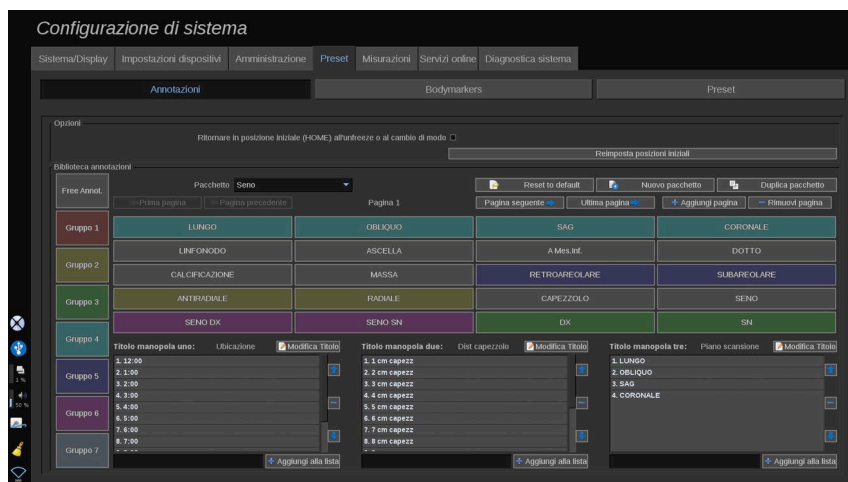 Configurazione di sistema
Sistema/Display Impostazioni dispositivi Amministrazione Preset Misurazioni Servizi online Diagnostica sistema
Annotazioni Bodymarkers Preset
Opzioni
Ritornare in posizione iniziale (HOME) all'unfreeze o al cambio di modo
Reimposta posizioni iniziali
Biblioteca annotazioni
Free Annot. Pacchetto Seno Reset to default Nuovo pacchetto Duplica pacchetto
Prima pagina Pagina precedente Pagina 1 Pagina seguente Ultima pagina Aggiungi pagina Rimuovi pagina
Gruppo 1 LUNGO OBLIQUO SAG CORONALE
LINFONODO ASCELLA A Mes.Inf. DOTTO
Gruppo 2
CALCIFICAZIONE MASSA RETROAREOLARE SUBAREOLARE
Gruppo 3 ANTIRADIALE RADIALE CAPEZZOLO SENO
SENO DX SENO SN DX SN
Gruppo 4
Titolo manopola uno: Ubicazione Modifica Titolo Titolo manopola due: Dist capezzolo Modifica Titolo Titolo manopola tre: Piano scansione Modifica Titolo
1. 12:00 1. 1 cm capezz 1. LUNGO
2. 1:00 2. 2 cm capezz 2. OBLIQUO
Gruppo 5
3. 2:00 3. 3 cm capezz 3. SAG
4. 3:00 4. 4 cm capezz 4. CORONALE
5. 4:00 5. 5 cm capezz
Gruppo 6
6. 5:00 6. 6 cm capezz
7. 6:00 7. 7 cm capezz
8. 7:00 8. 8 cm capezz
Gruppo 7
Aggiungi alla lista Aggiungi alla lista Aggiungi alla lista
1 %
50 %